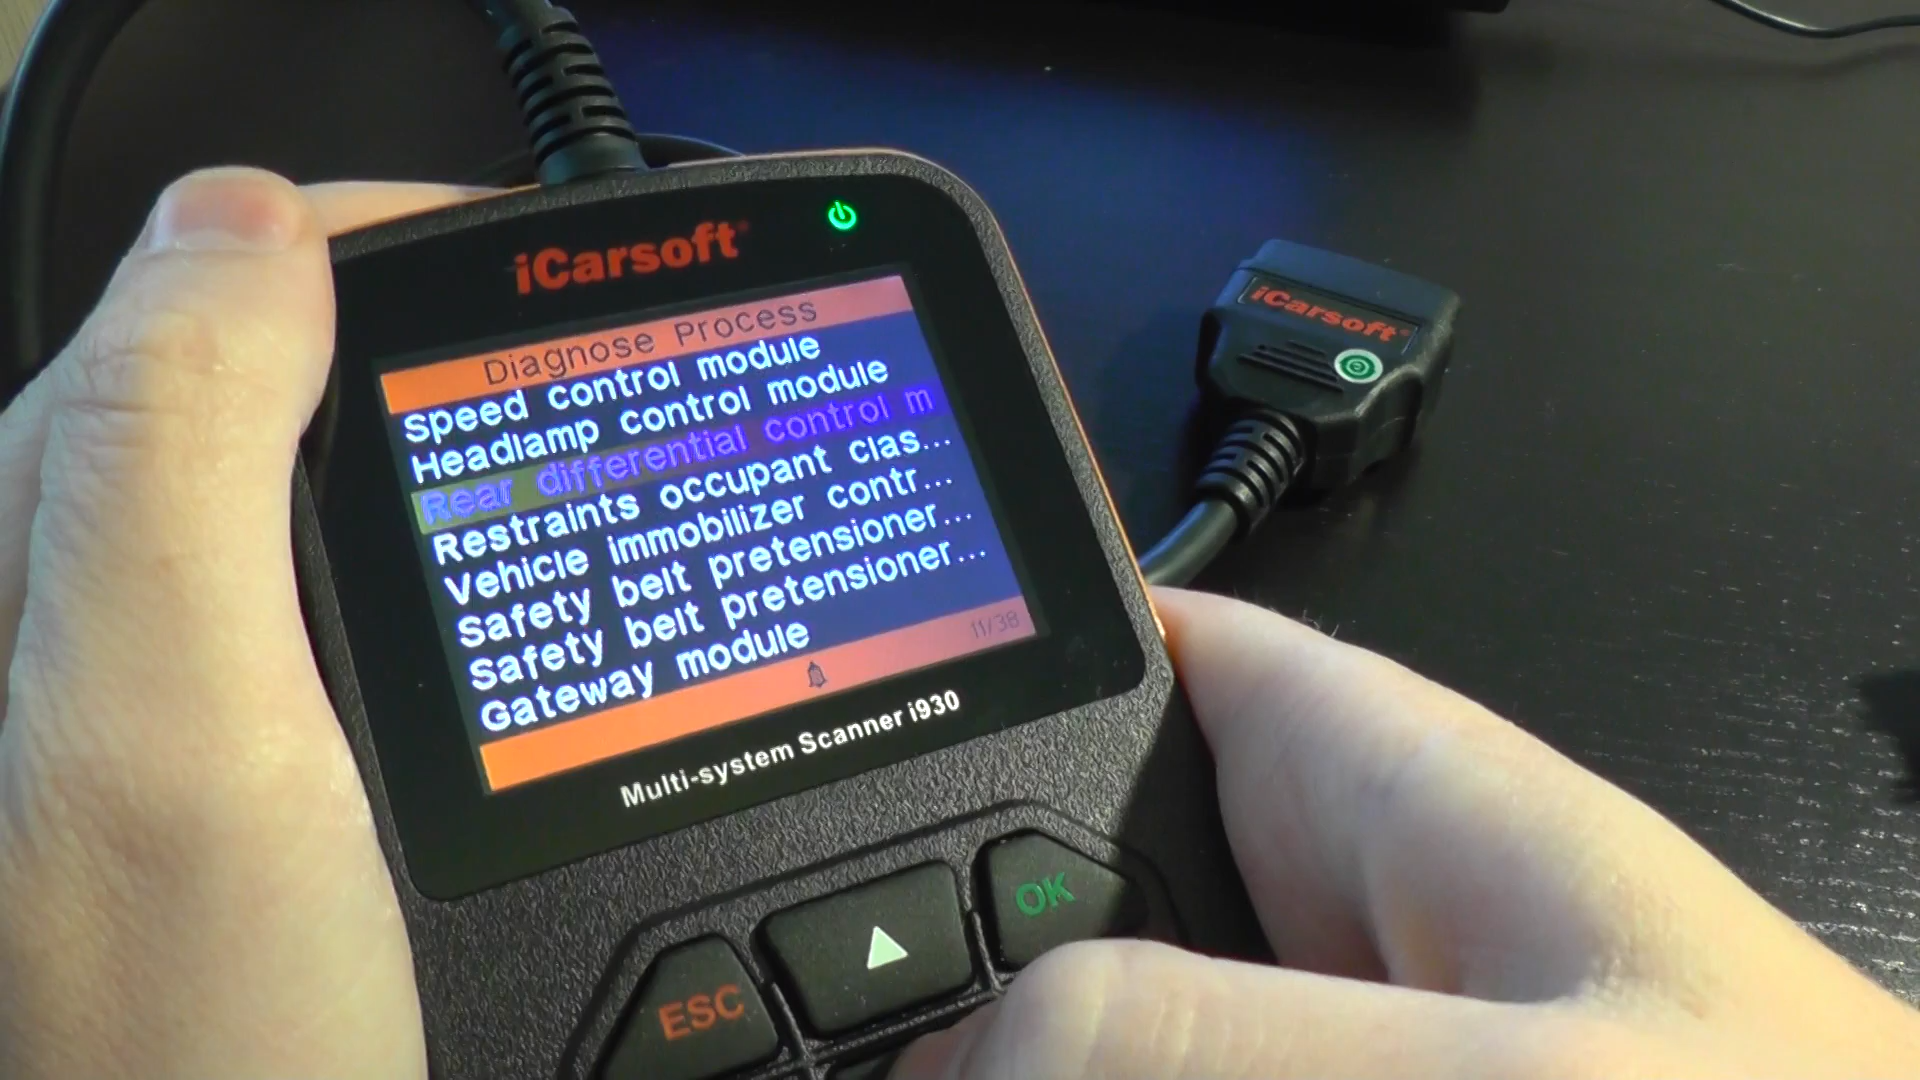 iCarsoft
Diagnose Process
Speed control module
Headlamp control module
Rear differential control m
Restraints occupant clas...
Vehicle immobilizer contr...
Safety belt pretensioner...
Safety belt pretensioner...
Gateway module
11/38
Multi-system Scanner i930
ESC
OK
iCarsoft